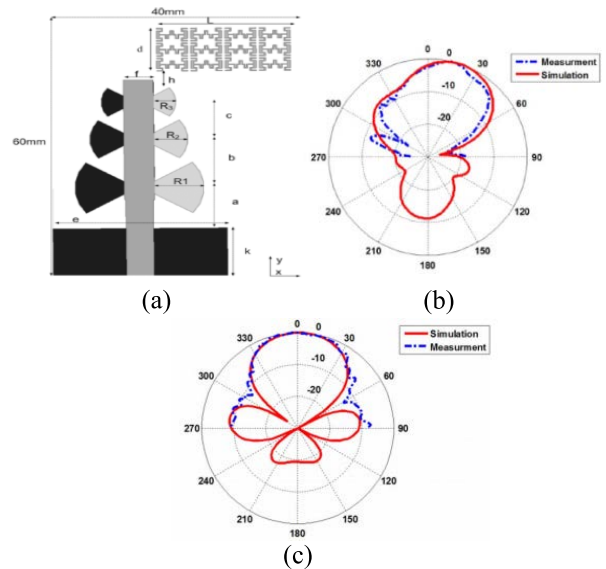 40mm
L
d
f
h
R3
c
R2
60mm
b
R1
a
e
k
y
x
(a)
0
0
330
30
-10
300
60
-20
270
90
240
120
210
150
180
Measurment
Simulation
(b)
0
0
330
30
-10
300
60
-20
270
90
240
120
210
150
180
Simulation
Measurment
(c)